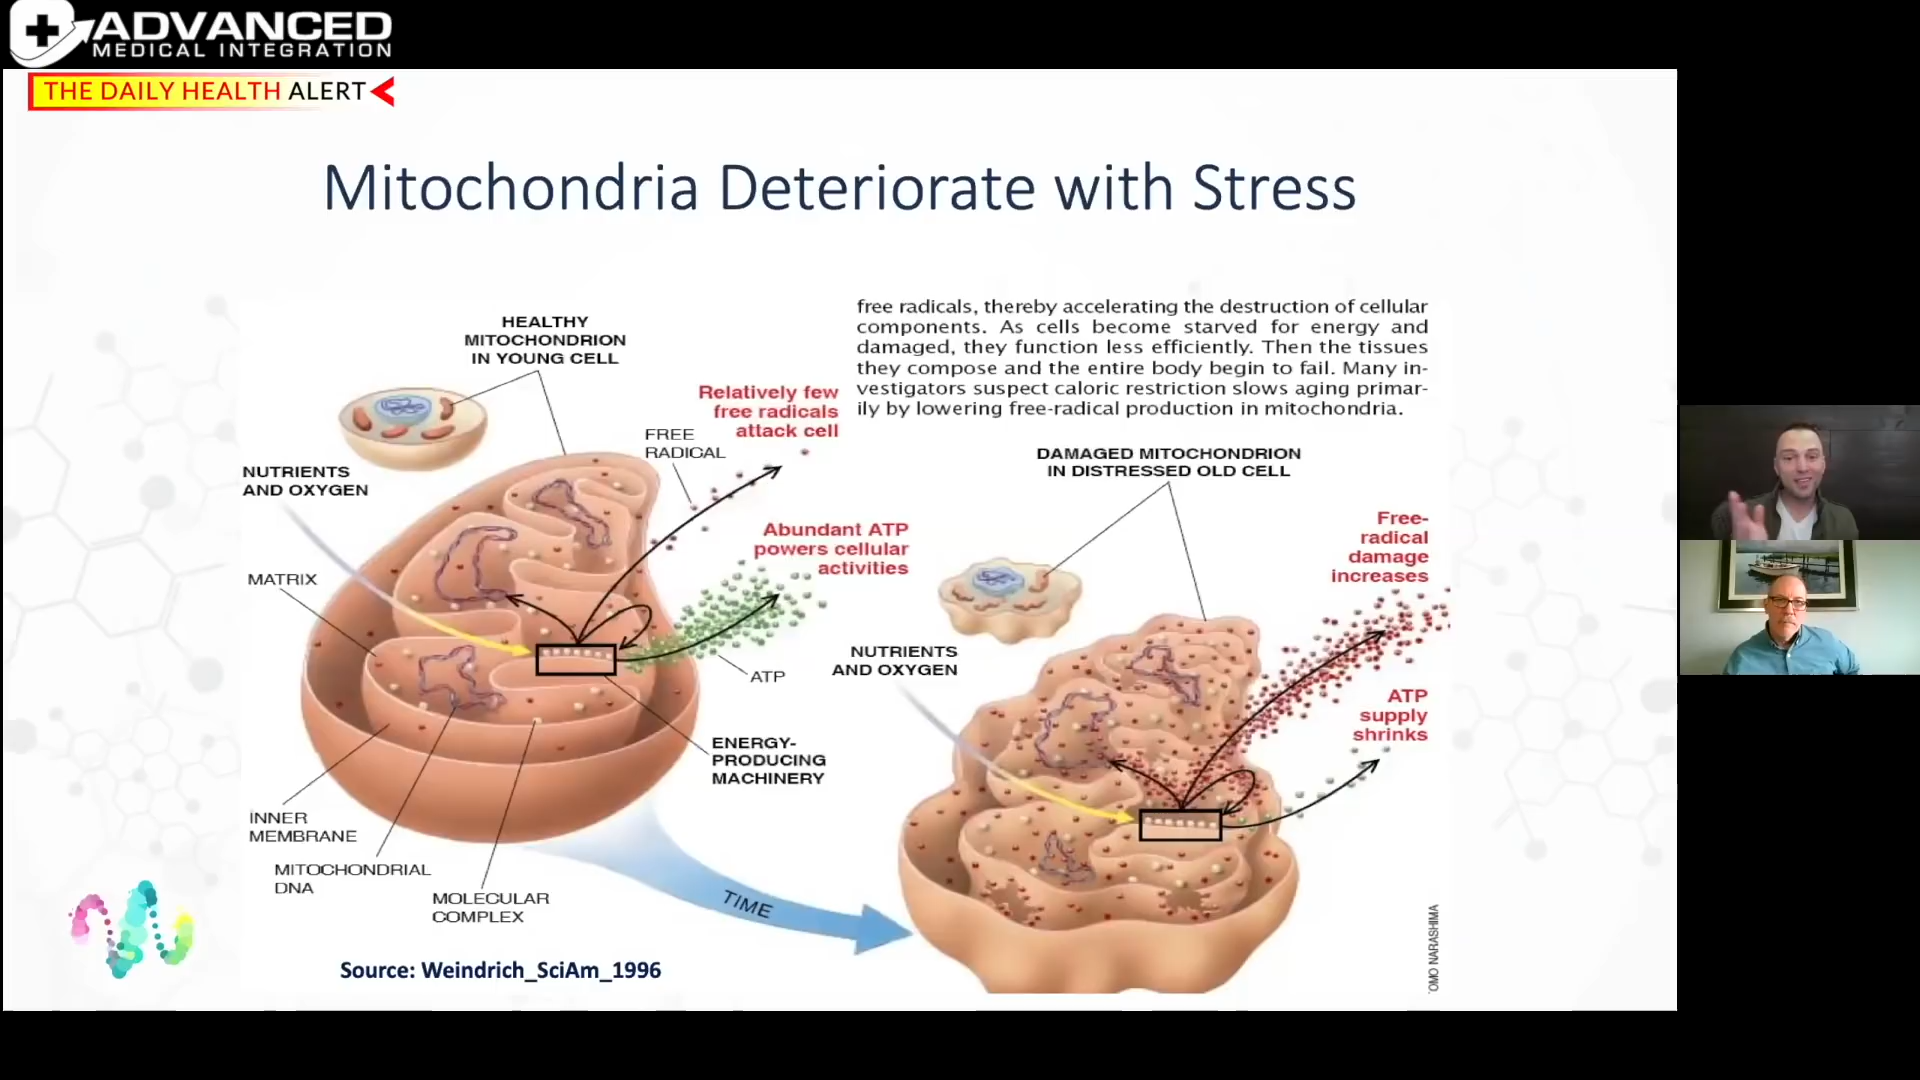 ADVANCED
MEDICAL INTEGRATION
THE DAILY HEALTH ALERT
Mitochondria Deteriorate with Stress
free radicals, thereby accelerating the destruction of cellular
components. As cells become starved for energy and
damaged, they function less efficiently. Then the tissues
they compose and the entire body begin to fail. Many in-
vestigators suspect caloric restriction slows aging primar-
ily by lowering free-radical production in mitochondria.
HEALTHY
MITOCHONDRION
IN YOUNG CELL
Relatively few
free radicals
attack cell
FREE
RADICAL
NUTRIENTS
AND OXYGEN
Abundant ATP
powers cellular
activities
MATRIX
ATP
ENERGY-
PRODUCING
MACHINERY
INNER
MEMBRANE
MITOCHONDRIAL
DNA
MOLECULAR
COMPLEX
TIME
DAMAGED MITOCHONDRION
IN DISTRESSED OLD CELL
Free-
radical
damage
increases
NUTRIENTS
AND OXYGEN
ATP
supply
shrinks
Source: Weindrich_SciAm_1996
OMO NARASHIMA